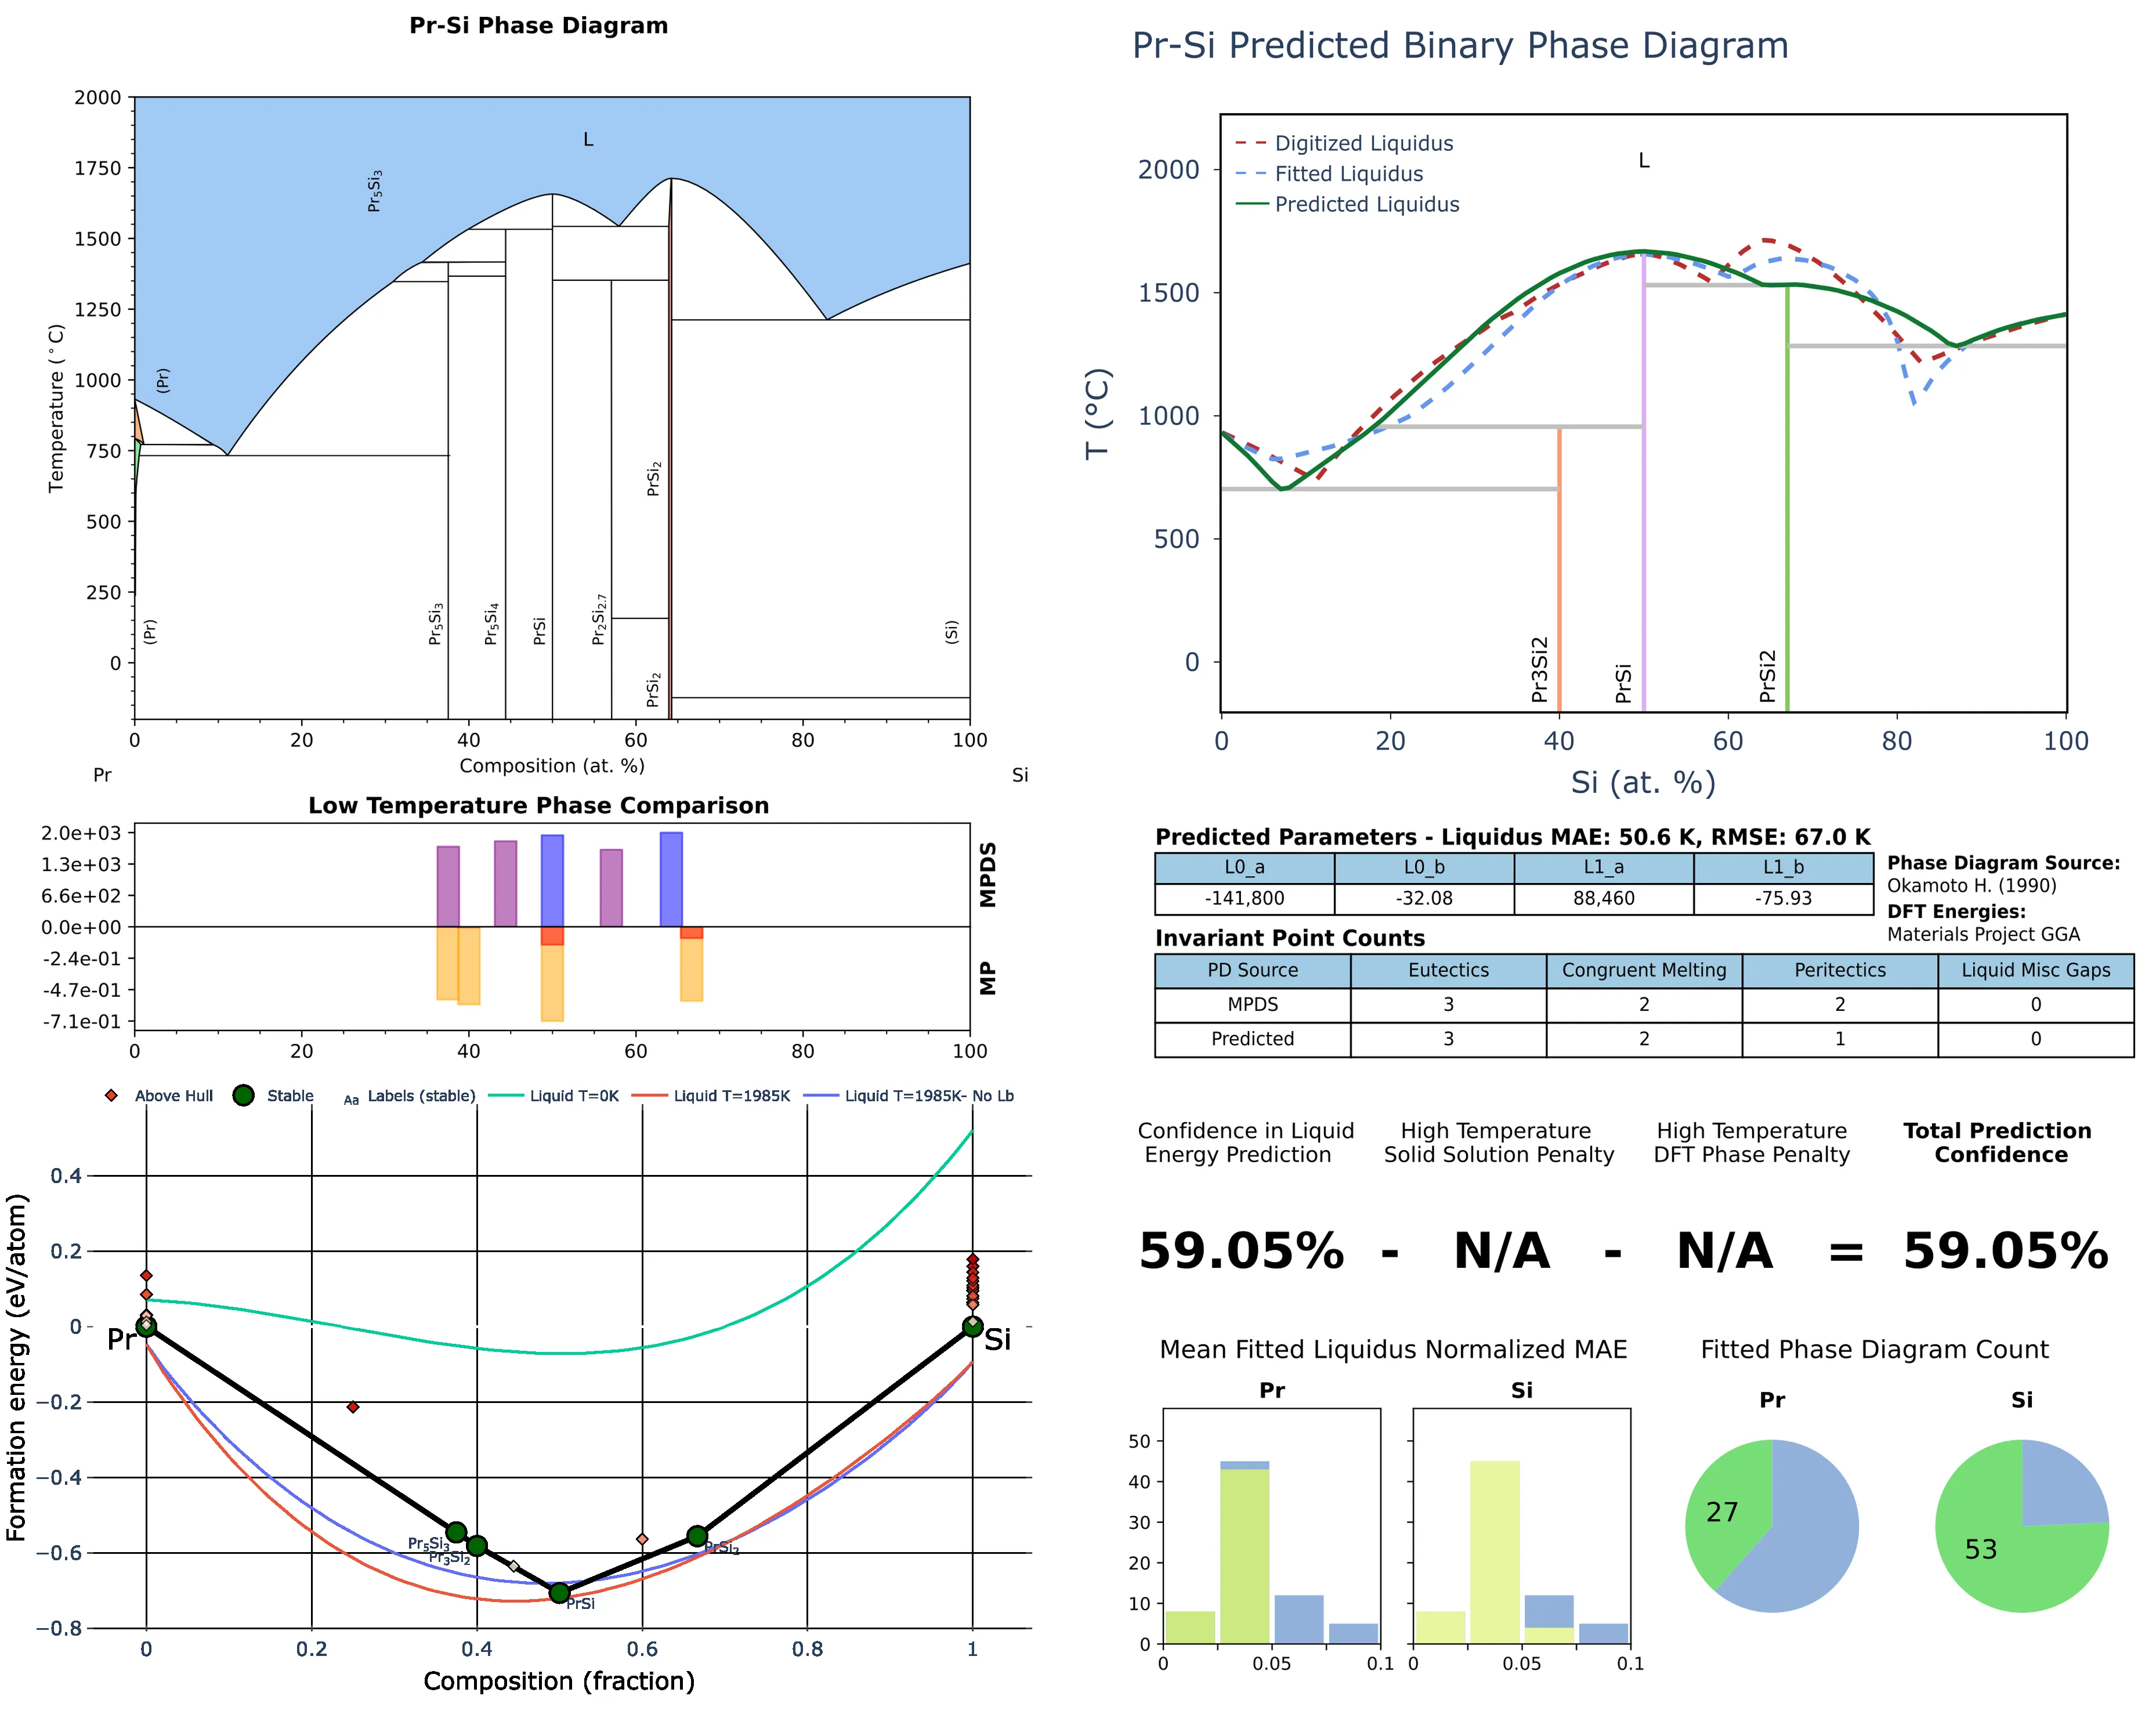 Pr-Si Phase Diagram
2000
1750
1500
1250
1000
750
500
250
0
Temperature (°C)
L
Pr5Si3
(Pr)
(Pr)
Pr5Si3
Pr5Si4
PrSi
Pr2Si2.7
PrSi2
PrSi2
(Si)
0 20 40 60 80 100
Composition (at. %)
Pr Si
Low Temperature Phase Comparison
2.0e+03
1.3e+03
6.6e+02
0.0e+00
-2.4e-01
-4.7e-01
-7.1e-01
MPDS
MP
0 20 40 60 80 100
Above Hull Stable Aa Labels (stable) Liquid T=0K Liquid T=1985K Liquid T=1985K- No Lb
Formation energy (eV/atom)
0.4
0.2
0
−0.2
−0.4
−0.6
−0.8
Pr
Si
Pr5Si3
Pr3Si2
PrSi
PrSi2
0 0.2 0.4 0.6 0.8 1
Composition (fraction)
Pr-Si Predicted Binary Phase Diagram
Digitized Liquidus
Fitted Liquidus
Predicted Liquidus
L
T (°C)
2000
1500
1000
500
0
Pr3Si2
PrSi
PrSi2
0 20 40 60 80 100
Si (at. %)
Predicted Parameters - Liquidus MAE: 50.6 K, RMSE: 67.0 K
L0_a L0_b L1_a L1_b
-141,800 -32.08 88,460 -75.93
Phase Diagram Source:
Okamoto H. (1990)
DFT Energies:
Materials Project GGA
Invariant Point Counts
PD Source Eutectics Congruent Melting Peritectics Liquid Misc Gaps
MPDS 3 2 2 0
Predicted 3 2 1 0
Confidence in Liquid
Energy Prediction
High Temperature
Solid Solution Penalty
High Temperature
DFT Phase Penalty
Total Prediction
Confidence
59.05% - N/A - N/A = 59.05%
Mean Fitted Liquidus Normalized MAE
Pr
Si
50
40
30
20
10
0
0 0.05 0.1
0 0.05 0.1
Fitted Phase Diagram Count
Pr
Si
27
53